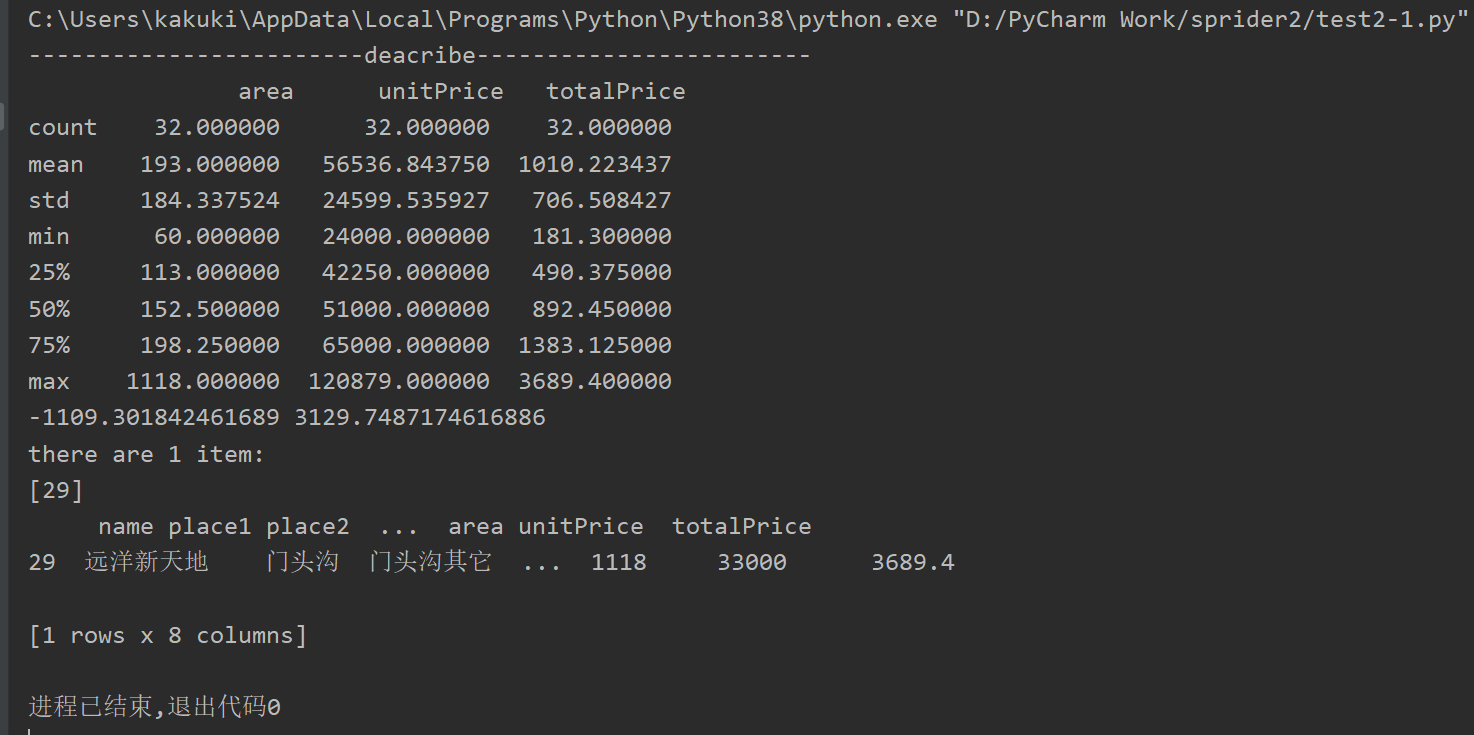 C:\Users\kakuki\AppData\Local\Programs\Python\Python38\python.exe "D:/PyCharm Work/sprider2/test2-1.py"
------------------------deacribe------------------------
area unitPrice totalPrice
count 32.000000 32.000000 32.000000
mean 193.000000 56536.843750 1010.223437
std 184.337524 24599.535927 706.508427
min 60.000000 24000.000000 181.300000
25% 113.000000 42250.000000 490.375000
50% 152.500000 51000.000000 892.450000
75% 198.250000 65000.000000 1383.125000
max 1118.000000 120879.000000 3689.400000
-1109.301842461689 3129.7487174616886
there are 1 item:
[29]
name place1 place2 ... area unitPrice totalPrice
29 远洋新天地 门头沟 门头沟其它 ... 1118 33000 3689.4
[1 rows x 8 columns]
进程已结束,退出代码0